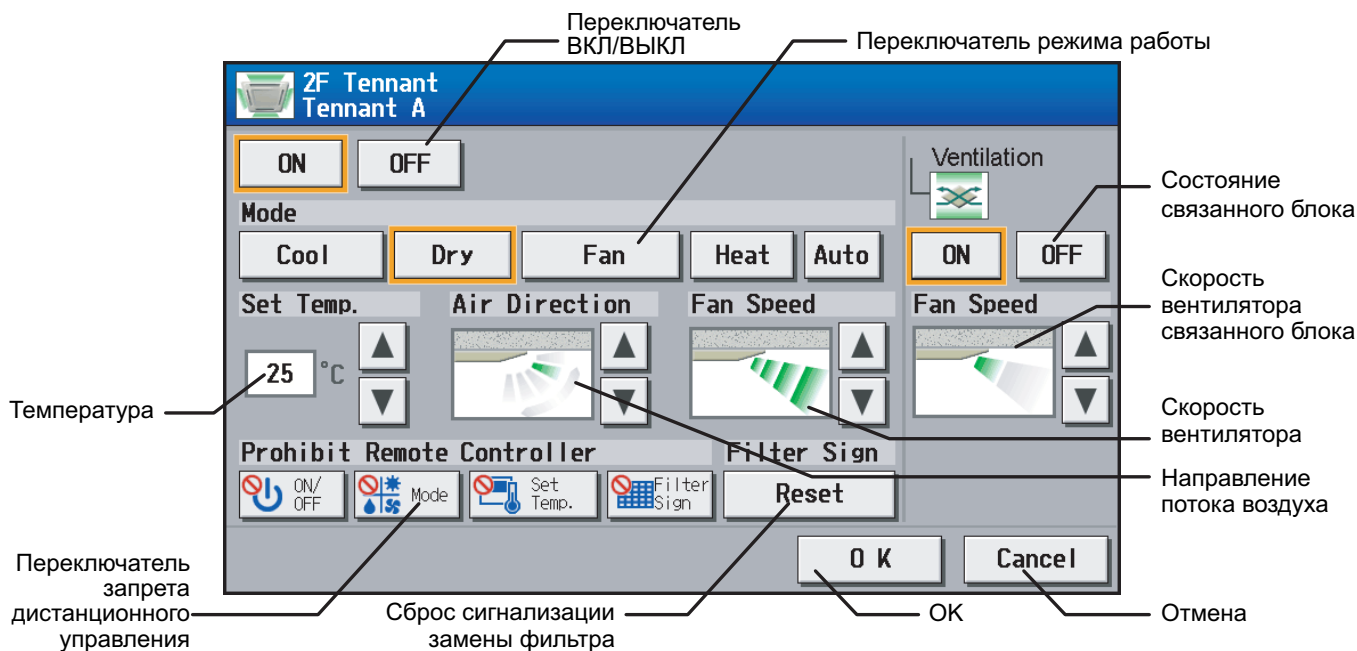 Переключатель
ВКЛ/ВЫКЛ
Переключатель режима работы
2F Tennant
Tennant A
ON
OFF
Ventilation
Состояние
связанного блока
Mode
Cool
Dry
Fan
Heat
Auto
ON
OFF
Set Temp.
Air Direction
Fan Speed
Fan Speed
Скорость
вентилятора
связанного блока
25 °C
Температура
Скорость
вентилятора
Prohibit Remote Controller
Filter Sign
ON/
OFF
Mode
Set
Temp.
Filter
Sign
Reset
Направление
потока воздуха
O K
Cancel
Переключатель
запрета
дистанционного
управления
Сброс сигнализации
замены фильтра
OK
Отмена